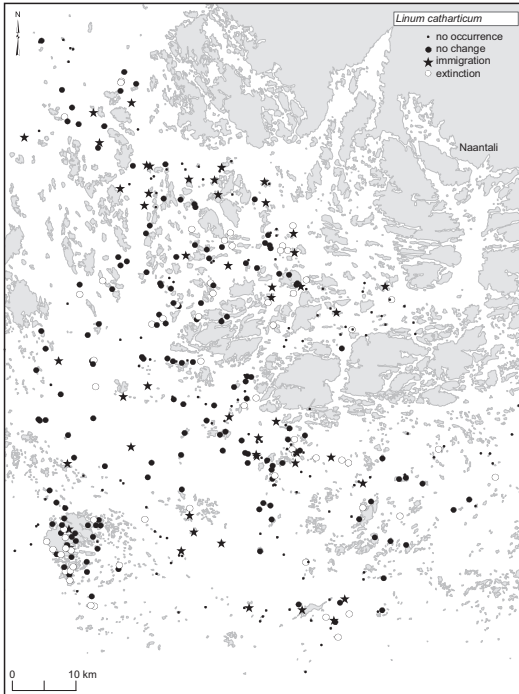 N
Linum catharticum
no occurrence
no change
immigration
extinction
Naantali
0 10 km